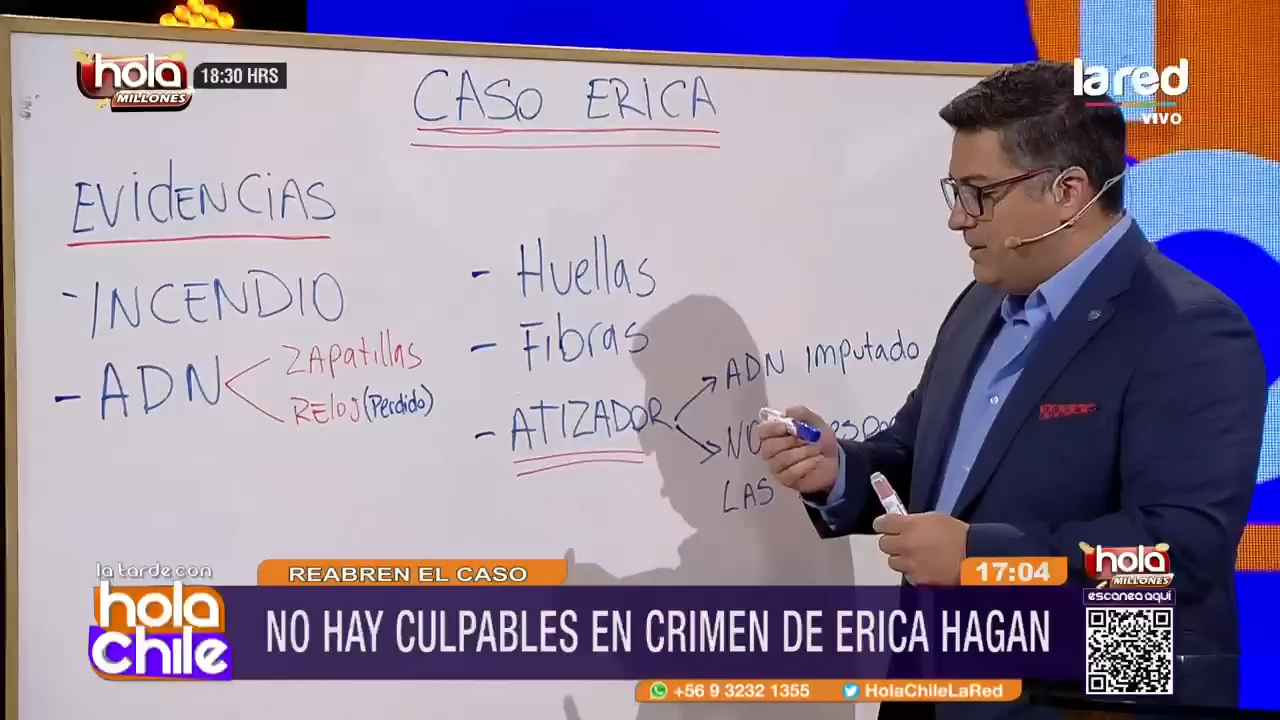 hola
MILLONES
18:30 HRS
la red
vivo
CASO ERICA
EVIdENCiAS
-INCENDIO
- ADN
ZAPatillas
RELOJ (Perdido)
- Huellas
- Fibras
- ATIZADOR
ADN Imputado
LAS
la tarde con
hola
Chile
REABREN EL CASO
17:04
NO HAY CULPABLES EN CRIMEN DE ERICA HAGAN
hola
MILLONES
escanea aquí
+56 9 3232 1355
HolaChileLaRed